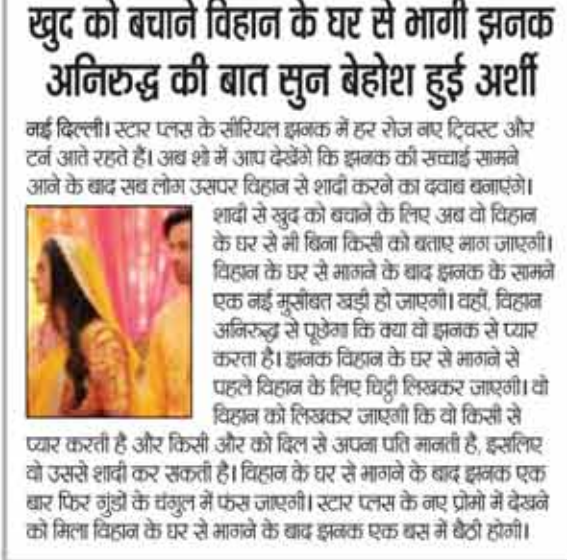 खुद को बचाने विहान के घर से भागी झनक
अनिरुद्ध की बात सुन बेहोश हुई अर्शी
नई दिल्ली। स्टार प्लस के सीरियल झनक में हर रोज नए ट्विस्ट और
टर्न आते रहते हैं। अब शो में आप देखेंगे कि झनक की सच्चाई सामने
आने के बाद सब लोग उसपर विहान से शादी करने का दवाब बनाएंगे।
शादी से खुद को बचाने के लिए अब वो विहान
के घर से भी बिना किसी को बताए भाग जाएगी।
विहान के घर से भागने के बाद झनक के सामने
एक नई मुसीबत खड़ी हो जाएगी। वहीं, विहान
अनिरुद्ध से पूछेगा कि क्या वो झनक से प्यार
करता है। झनक विहान के घर से भागने से
पहले विहान के लिए चिट्ठी लिखकर जाएगी। वो
विहान को लिखकर जाएगी कि वो किसी से
प्यार करती है और किसी और को दिल से अपना पति मानती है, इसलिए
वो उससे शादी कर सकती है। विहान के घर से भागने के बाद झनक एक
बार फिर गुंडों के चंगुल में फंस जाएगी। स्टार प्लस के नए प्रोमो में देखने
को मिला विहान के घर से भागने के बाद झनक एक बस में बैठी होगी।